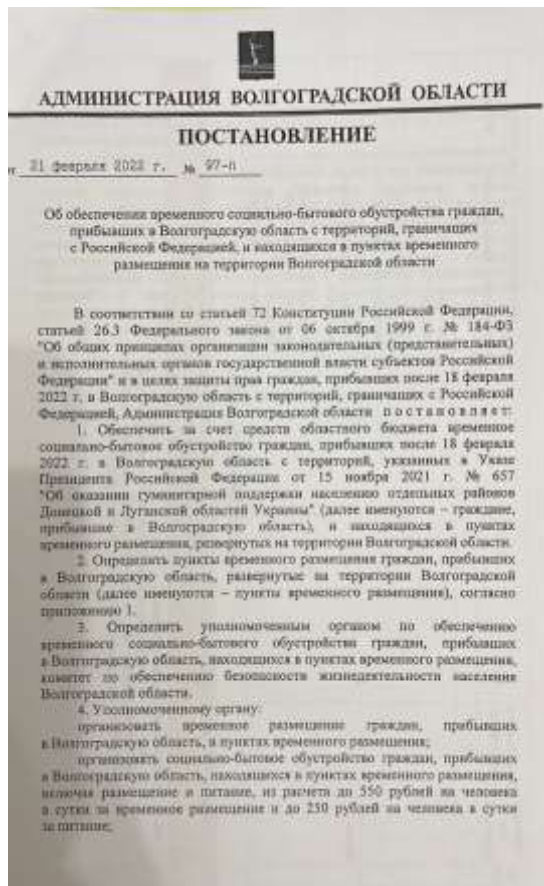 АДМИНИСТРАЦИЯ ВОЛГОГРАДСКОЙ ОБЛАСТИ
ПОСТАНОВЛЕНИЕ
от 21 февраля 2022 г. № 97-п
Об обеспечении временного социально-бытового обустройства граждан,
прибывших в Волгоградскую область с территорий, граничащих
с Российской Федерацией, и находящихся в пунктах временного
размещения на территории Волгоградской области
В соответствии со статьей 72 Конституции Российской Федерации,
статьей 26.3 Федерального закона от 06 октября 1999 г. № 184-ФЗ
"Об общих принципах организации законодательных (представительных)
и исполнительных органов государственной власти субъектов Российской
Федерации" и в целях защиты прав граждан, прибывших после 18 февраля
2022 г. в Волгоградскую область с территорий, граничащих с Российской
Федерацией, Администрация Волгоградской области п о с т а н о в л я е т:
1. Обеспечить за счет средств областного бюджета временное
социально-бытовое обустройство граждан, прибывших после 18 февраля
2022 г. в Волгоградскую область с территорий, указанных в Указе
Президента Российской Федерации от 15 ноября 2021 г. № 657
"Об оказании гуманитарной поддержки населению отдельных районов
Донецкой и Луганской областей Украины" (далее именуются – граждане,
прибывшие в Волгоградскую область), и находящихся в пунктах
временного размещения, развернутых на территории Волгоградской области.
2. Определить пункты временного размещения граждан, прибывших
в Волгоградскую область, развернутые на территории Волгоградской
области (далее именуются – пункты временного размещения), согласно
приложению 1.
3. Определить уполномоченным органом по обеспечению
временного социально-бытового обустройства граждан, прибывших
в Волгоградскую область, находящихся в пунктах временного размещения,
комитет по обеспечению безопасности жизнедеятельности населения
Волгоградской области.
4. Уполномоченному органу:
организовать временное размещение граждан, прибывших
в Волгоградскую область, в пунктах временного размещения;
организовать социально-бытовое обустройство граждан, прибывших
в Волгоградскую область, находящихся в пунктах временного размещения,
включая размещение и питание, из расчета до 550 рублей на человека
в сутки за временное размещение и до 250 рублей на человека в сутки
за питание;